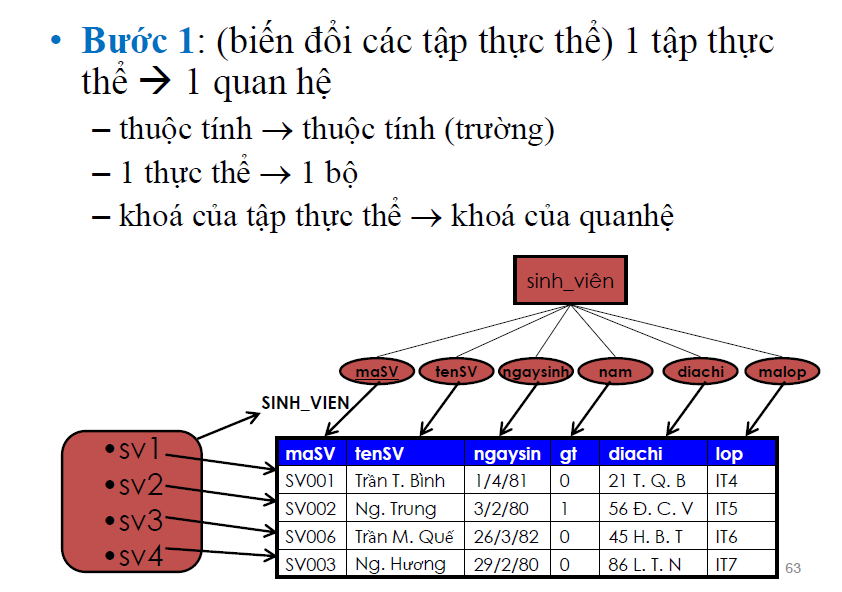 • Bước 1: (biến đổi các tập thực thể) 1 tập thực
thể → 1 quan hệ
– thuộc tính → thuộc tính (trường)
– 1 thực thể → 1 bộ
– khoá của tập thực thể → khoá của quanhệ
sinh_viên
maSV tenSV ngaysinh nam diachi malop
SINH_VIEN
•sv1
•sv2
•sv3
•sv4
maSV tenSV ngaysin gt diachi lop
SV001 Trần T. Bình 1/4/81 0 21 T. Q. B IT4
SV002 Ng. Trung 3/2/80 1 56 Đ. C. V IT5
SV006 Trần M. Quế 26/3/82 0 45 H. B. T IT6
SV003 Ng. Hương 29/2/80 0 86 L. T. N IT7
63